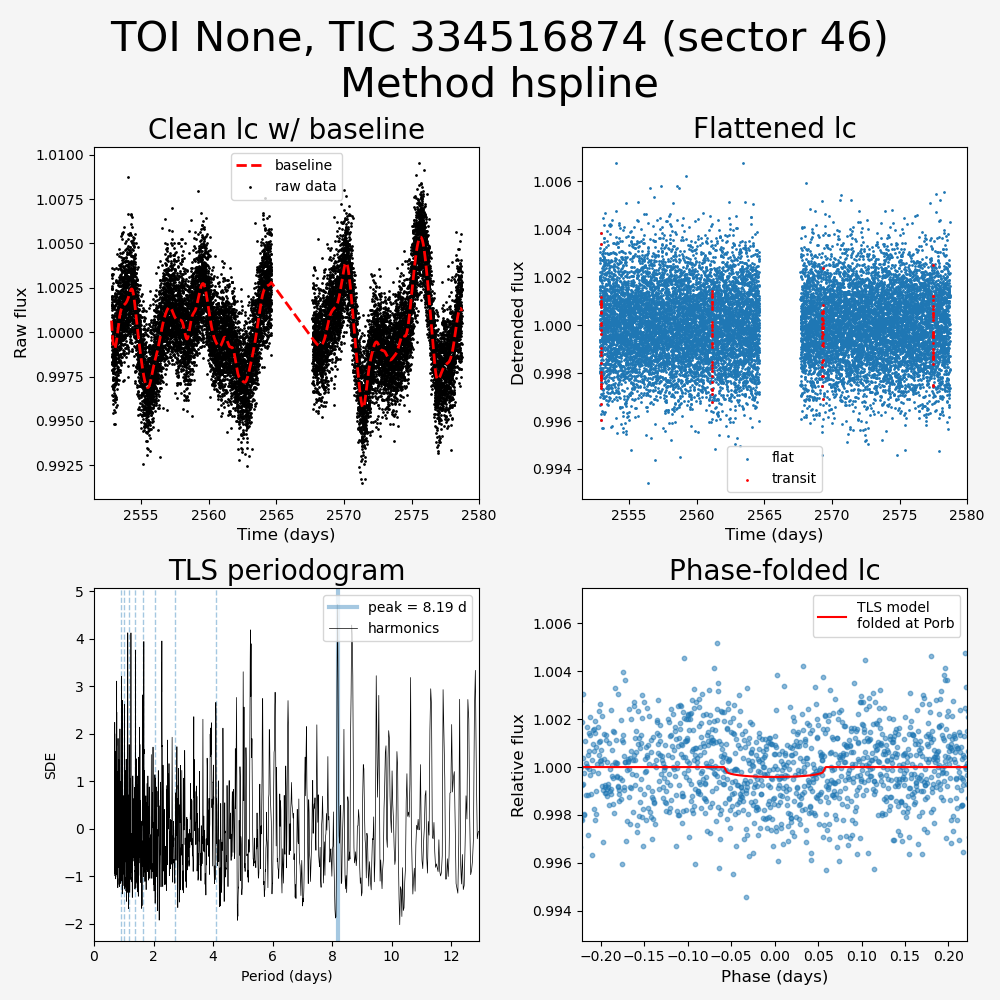 TOI None, TIC 334516874 (sector 46)
Method hspline
Clean lc w/ baseline
Raw flux
1.0100
1.0075
1.0050
1.0025
1.0000
0.9975
0.9950
0.9925
baseline
raw data
2555 2560 2565 2570 2575 2580
Time (days)
Flattened lc
Detrended flux
1.006
1.004
1.002
1.000
0.998
0.996
0.994
flat
transit
2555 2560 2565 2570 2575 2580
Time (days)
TLS periodogram
SDE
5
4
3
2
1
0
−1
−2
peak = 8.19 d
harmonics
0 2 4 6 8 10 12
Period (days)
Phase-folded lc
Relative flux
1.006
1.004
1.002
1.000
0.998
0.996
0.994
TLS model
folded at Porb
−0.20 −0.15 −0.10 −0.05 0.00 0.05 0.10 0.15 0.20
Phase (days)